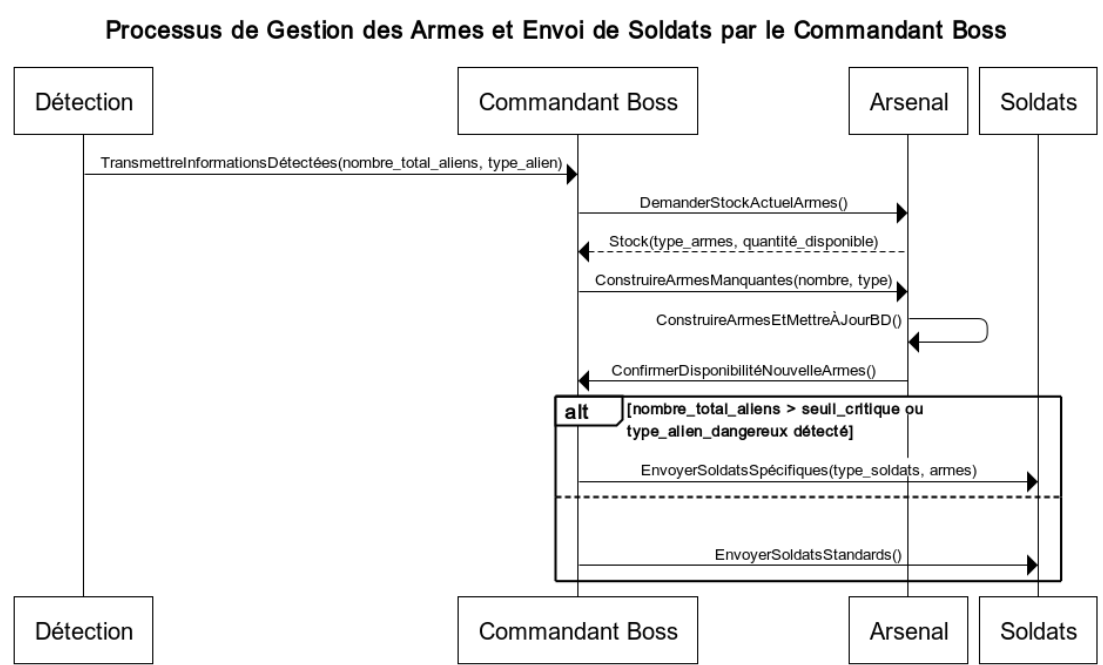 Processus de Gestion des Armes et Envoi de Soldats par le Commandant Boss
Détection
Commandant Boss
Arsenal
Soldats
TransmettreInformationsDétectées(nombre_total_aliens, type_alien)
DemanderStockActuelArmes()
Stock(type_armes, quantité_disponible)
ConstruireArmesManquantes(nombre, type)
ConstruireArmesEtMettreÀJourBD()
ConfirmerDisponibilitéNouvelleArmes()
alt
[nombre_total_aliens > seuil_critique ou
type_alien_dangereux détecté]
EnvoyerSoldatsSpécifiques(type_soldats, armes)
EnvoyerSoldatsStandards()
Détection
Commandant Boss
Arsenal
Soldats